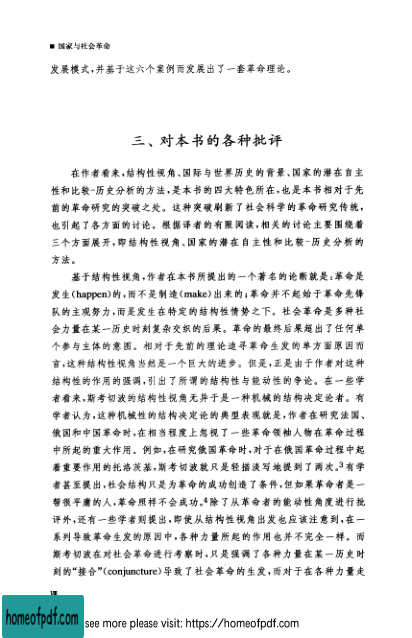 ■ 国家与社会革命
发展模式,并基于这六个案例而发展出了一套革命理论。
三、对本书的各种批评
在作者看来,结构性视角、国际与世界历史的背景、国家的潜在自主
性和比较-历史分析的方法,是本书的四大特色所在,也是本书相对于先
前的革命研究的突破之处。这种突破刷新了社会科学的革命研究传统,
也引起了各方面的讨论。根据译者的有限阅读,相关的讨论主要围绕着
三个方面展开,即结构性视角、国家的潜在自主性和比较-历史分析的
方法。
基于结构性视角,作者在本书所提出的一个著名的论断就是:革命是
发生(happen)的,而不是制造(make)出来的;革命并不起始于革命先锋
队的主观努力,而是发生在特定的结构性情势之下。社会革命是多种社
会力量在某一历史时刻复杂交织的后果。革命的最终后果超出了任何单
个参与主体的意图。相对于先前的理论追寻革命生发的单方面原因而
言,这种结构性视角当然是一个巨大的进步。但是,正是由于作者对这种
结构性的作用的强调,引出了所谓的结构性与能动性的争论。在一些学
者看来,斯考切波的结构性视角无异于是一种机械的结构决定论者。有
学者认为,这种机械性的结构决定论的典型表现就是,作者在研究法国、
俄国和中国革命时,在相当程度上忽视了一些革命领袖人物在革命过程
中所起的重大作用。例如,在研究俄国革命时,对于在俄国革命过程中起
着重要作用的托洛茨基,斯考切波就只是轻描淡写地提到了两次。3有学
者甚至提出,社会结构只是为革命的成功创造了条件,但如果革命者是一
帮很平庸的人,革命照样不会成功。4除了从革命者的能动性角度进行批
评外,还有一些学者则提出,即使从结构性视角出发也应该注意到,在一
系列导致革命生发的原因中,各种力量所起的作用也并不完全一样。而
斯考切波在对社会革命进行考察时,只是强调了各种力量在某一历史时
刻的“接合”(conjuncture)导致了社会革命的生发,而对于在各种力量走
Ⅷ
homeofpdf.com
see more please visit: https://homeofpdf.com